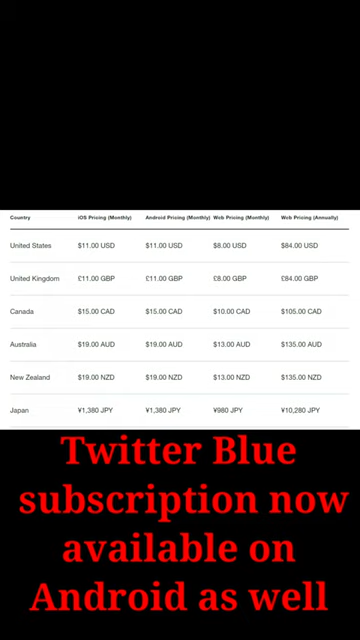 Country iOS Pricing (Monthly) Android Pricing (Monthly) Web Pricing (Monthly) Web Pricing (Annually)
United States $11.00 USD $11.00 USD $8.00 USD $84.00 USD
United Kingdom £11.00 GBP £11.00 GBP £8.00 GBP £84.00 GBP
Canada $15.00 CAD $15.00 CAD $10.00 CAD $105.00 CAD
Australia $19.00 AUD $19.00 AUD $13.00 AUD $135.00 AUD
New Zealand $19.00 NZD $19.00 NZD $13.00 NZD $135.00 NZD
Japan ¥1,380 JPY ¥1,380 JPY ¥980 JPY ¥10,280 JPY
Twitter Blue
subscription now
available on
Android as well